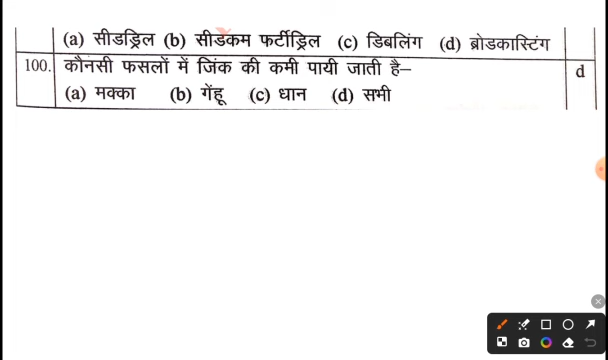 (a) सीडड्रिल (b) सीडकम फर्टीड्रिल (c) डिबलिंग (d) ब्रोडकास्टिंग
100. कौनसी फसलों में जिंक की कमी पायी जाती है– d
(a) मक्का (b) गेंहू (c) धान (d) सभी